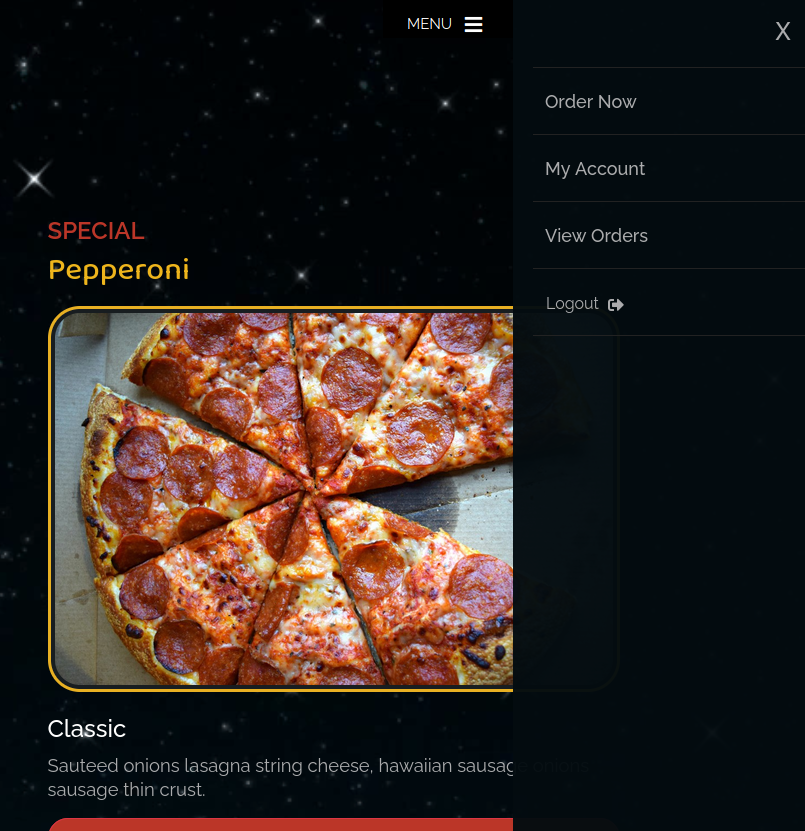 MENU
X
Order Now
My Account
View Orders
Logout
SPECIAL
Pepperoni
Classic
Sauteed onions lasagna string cheese, hawaiian sausage onions,
sausage thin crust.